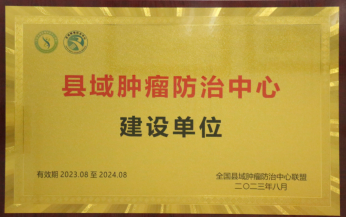 县域肿瘤防治中心
建设单位
有效期 2023.08 至 2024.08
全国县域肿瘤防治中心联盟
二〇二三年八月